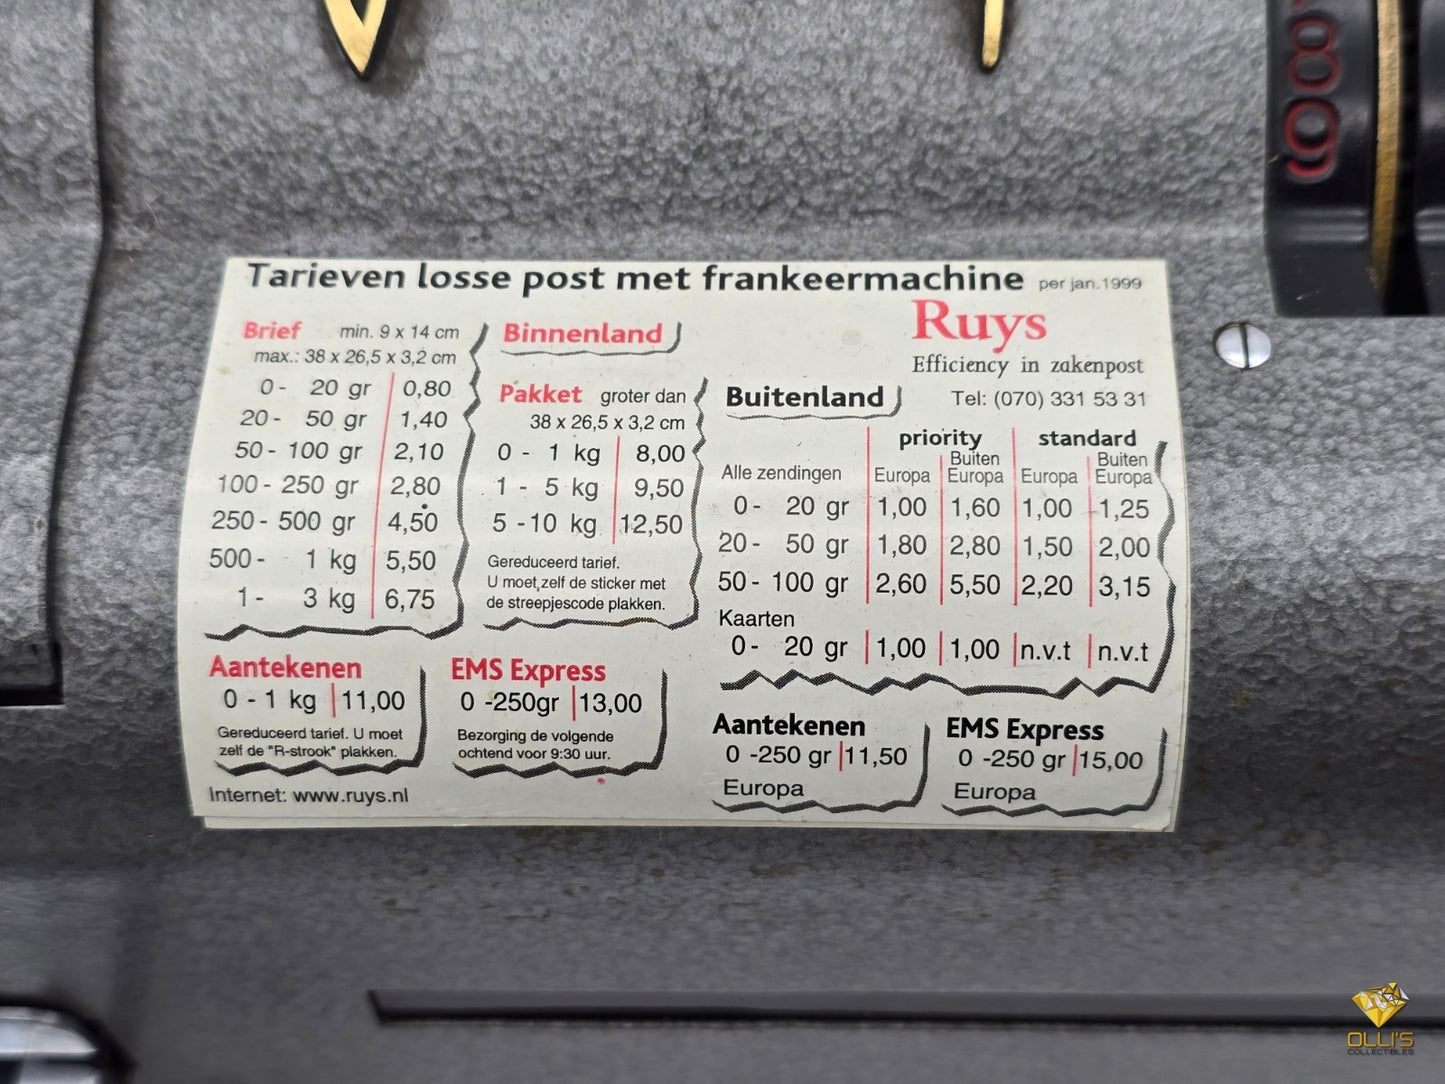 89
Tarieven losse post met frankeermachine per jan.1999
Ruys
Efficiency in zakenpost
Tel: (070) 331 53 31
Brief min. 9 x 14 cm
max.: 38 x 26,5 x 3,2 cm
0 - 20 gr 0,80
20 - 50 gr 1,40
50 - 100 gr 2,10
100 - 250 gr 2,80
250 - 500 gr 4,50
500 - 1 kg 5,50
1 - 3 kg 6,75
Binnenland
Pakket groter dan
38 x 26,5 x 3,2 cm
0 - 1 kg 8,00
1 - 5 kg 9,50
5 -10 kg 12,50
Gereduceerd tarief.
U moet zelf de sticker met
de streepjescode plakken.
Buitenland
priority standard
Alle zendingen Europa Buiten Europa Europa Buiten Europa
0 - 20 gr 1,00 1,60 1,00 1,25
20 - 50 gr 1,80 2,80 1,50 2,00
50 - 100 gr 2,60 5,50 2,20 3,15
Kaarten
0 - 20 gr 1,00 1,00 n.v.t n.v.t
Aantekenen
0 - 1 kg 11,00
Gereduceerd tarief. U moet
zelf de "R-strook" plakken.
EMS Express
0 -250gr 13,00
Bezorging de volgende
ochtend voor 9:30 uur.
Aantekenen
0 -250 gr 11,50
Europa
EMS Express
0 -250 gr 15,00
Europa
Internet: www.ruys.nl
OLLI'S
COLLECTIBLES